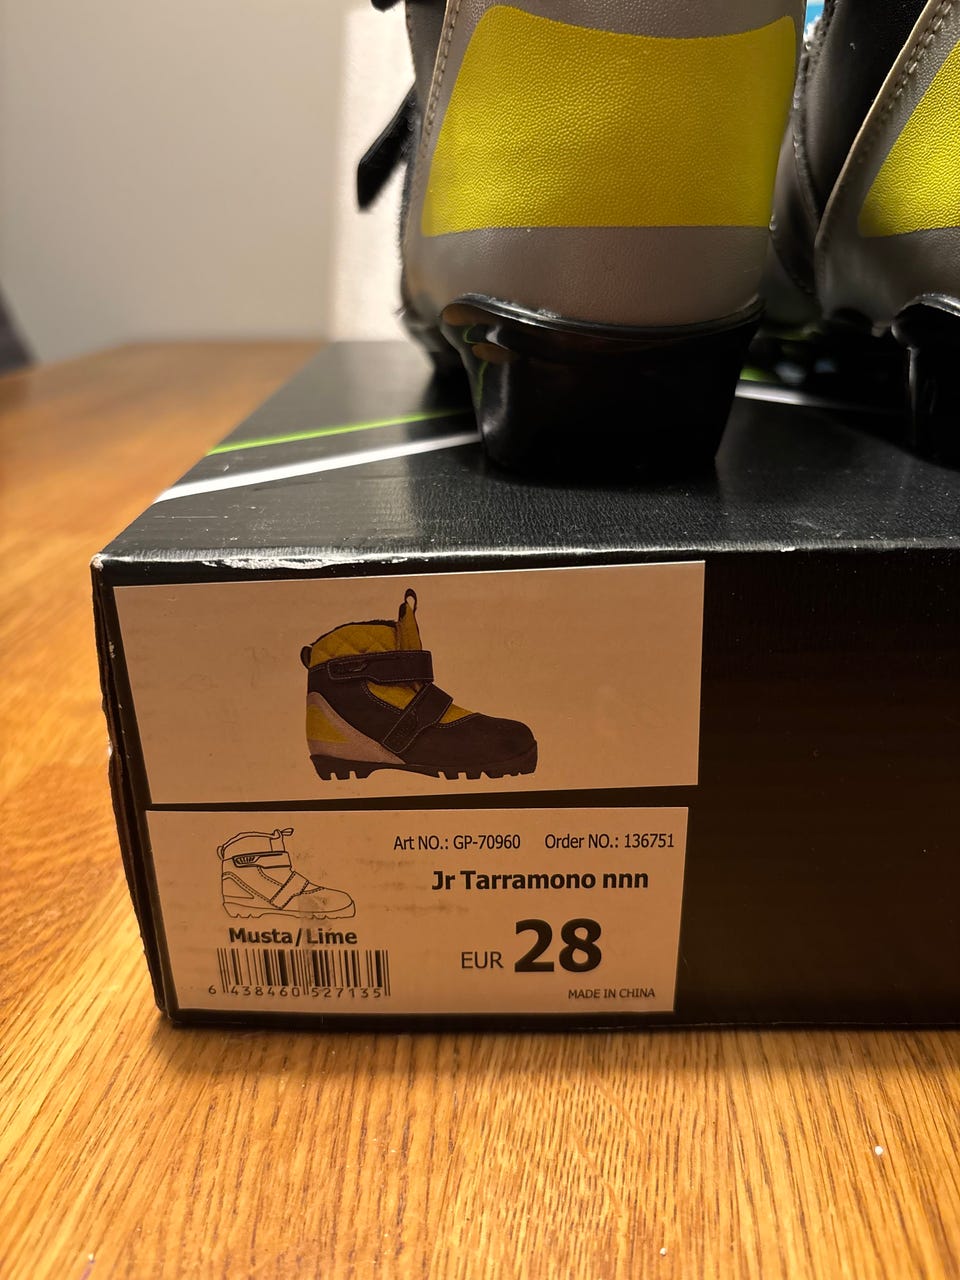 Art NO.: GP-70960 Order NO.: 136751
Jr Tarramono nnn
Musta/Lime
EUR 28
6 438460 527135
MADE IN CHINA